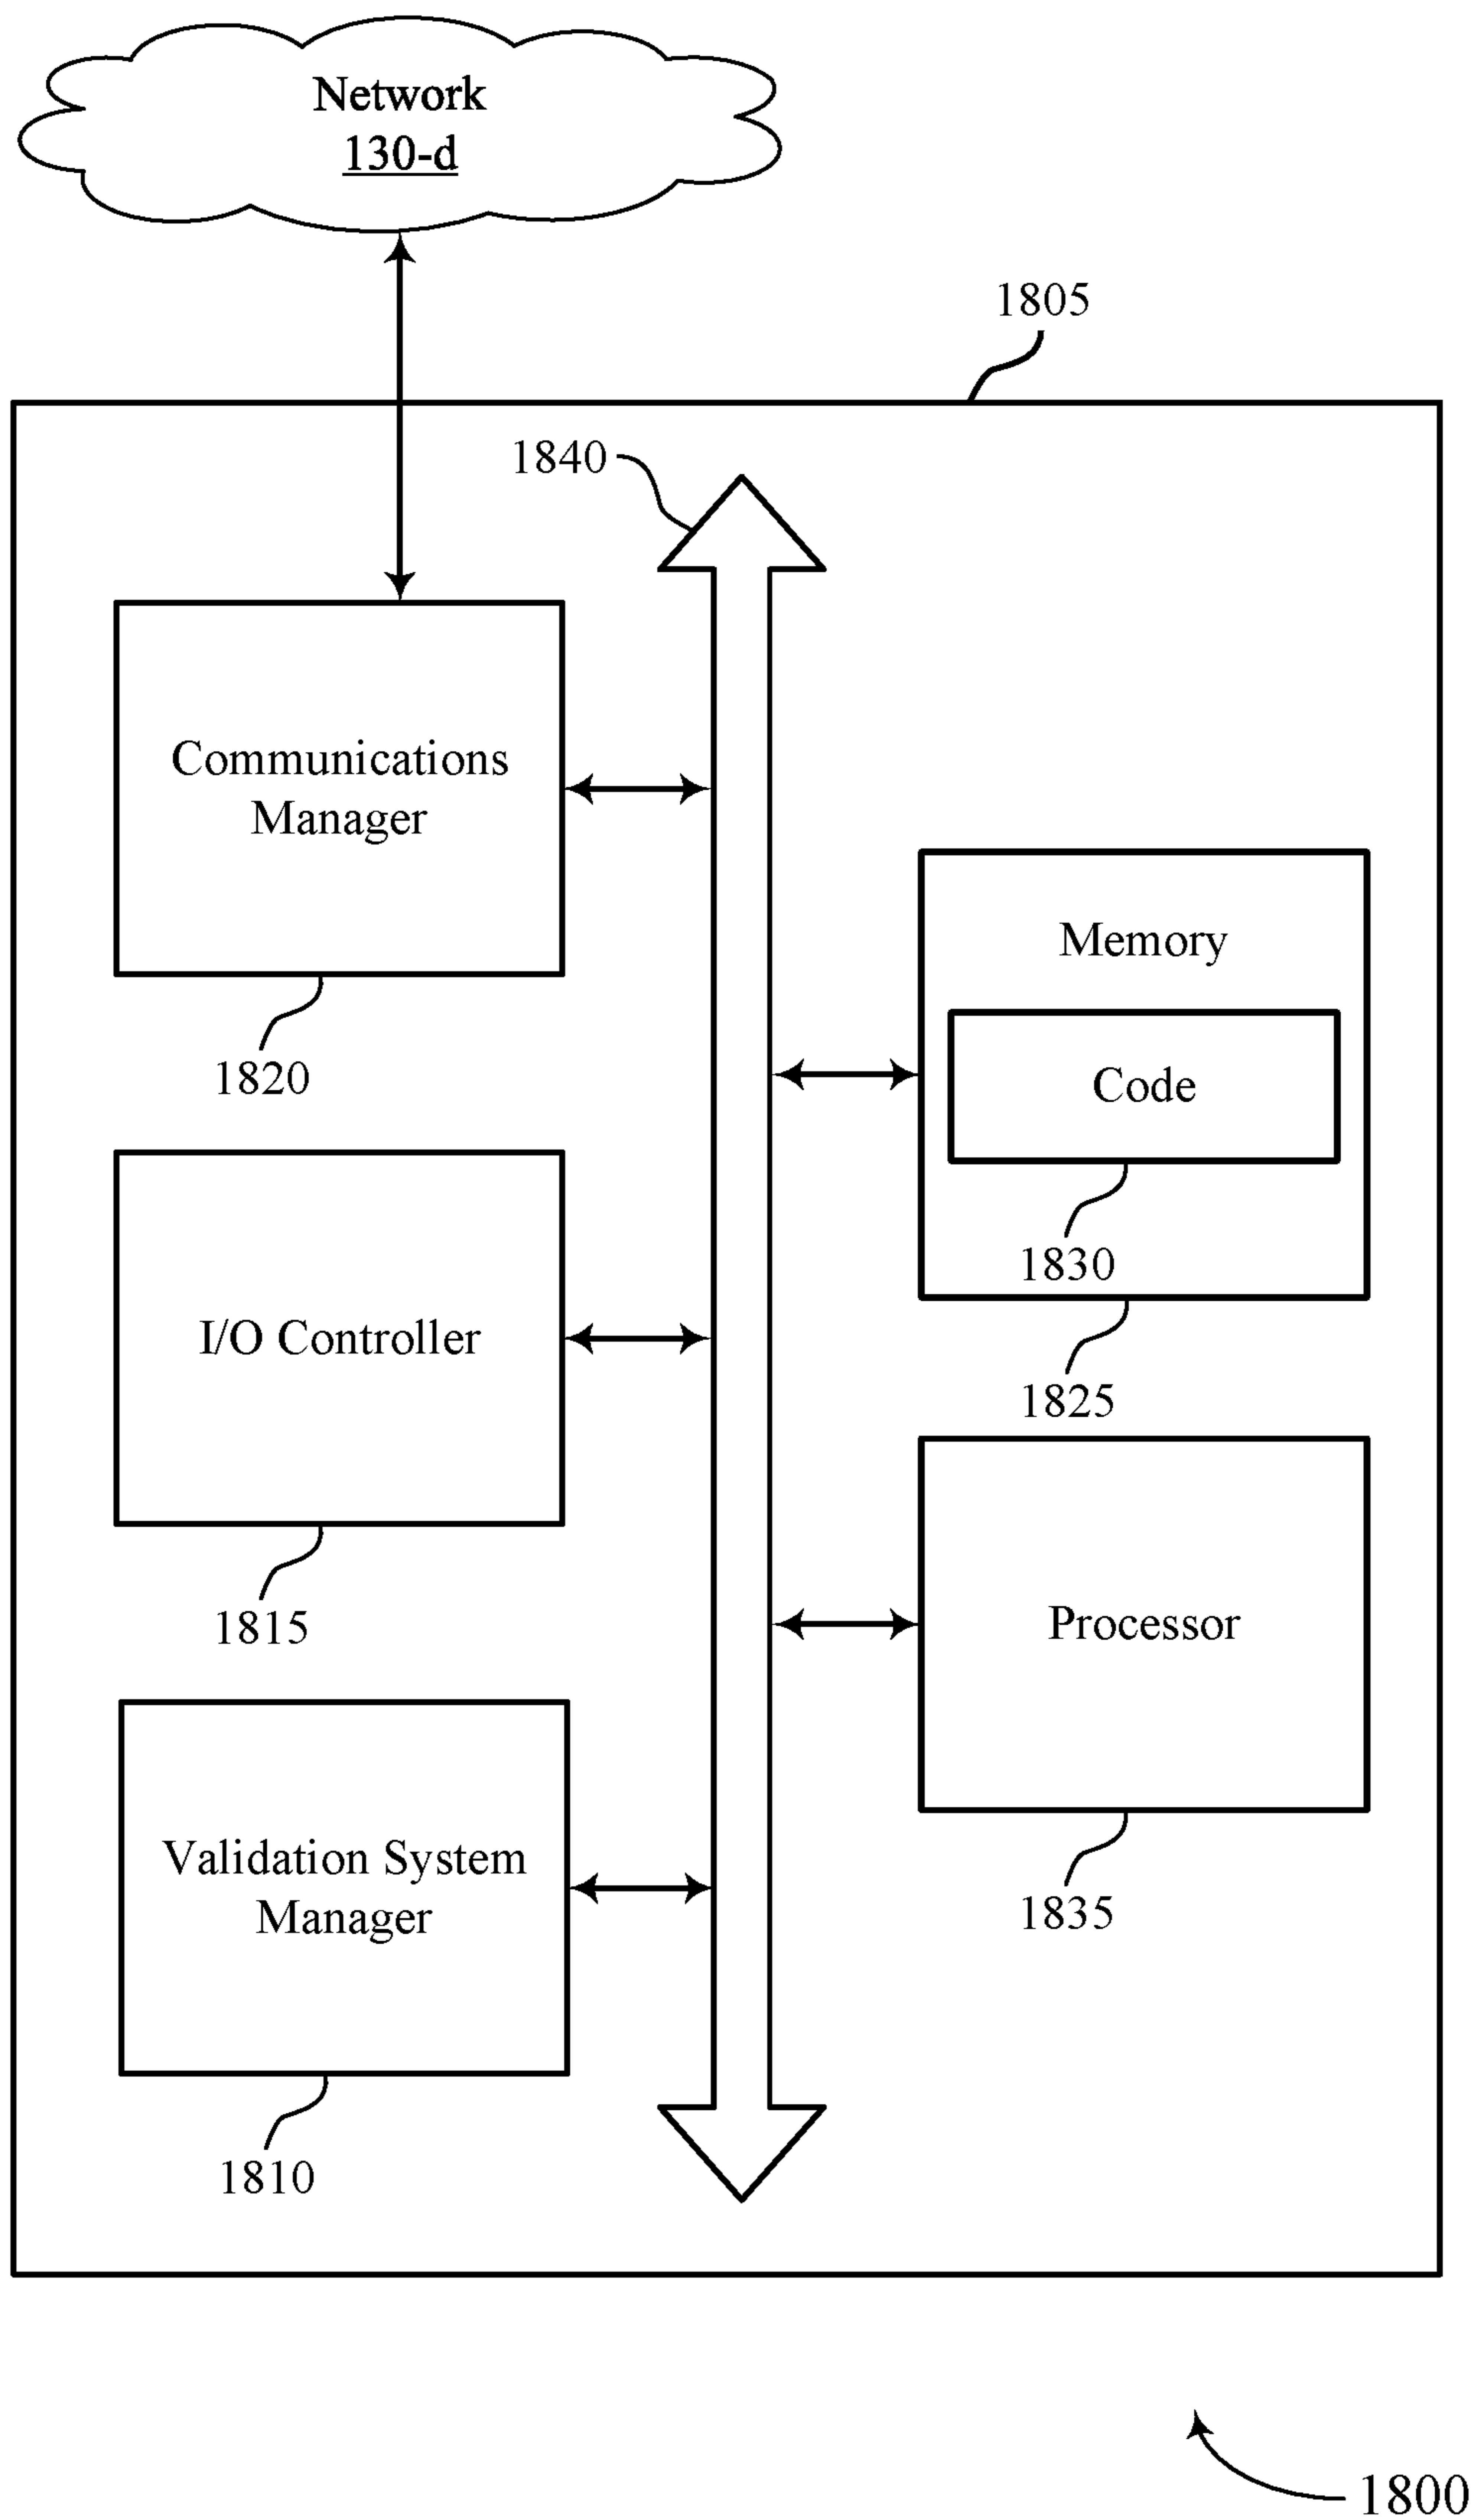 Network
130-d
1805
1840
Communications
Manager
1820
Memory
Code
1830
1825
I/O Controller
1815
Processor
1835
Validation System
Manager
1810
1800